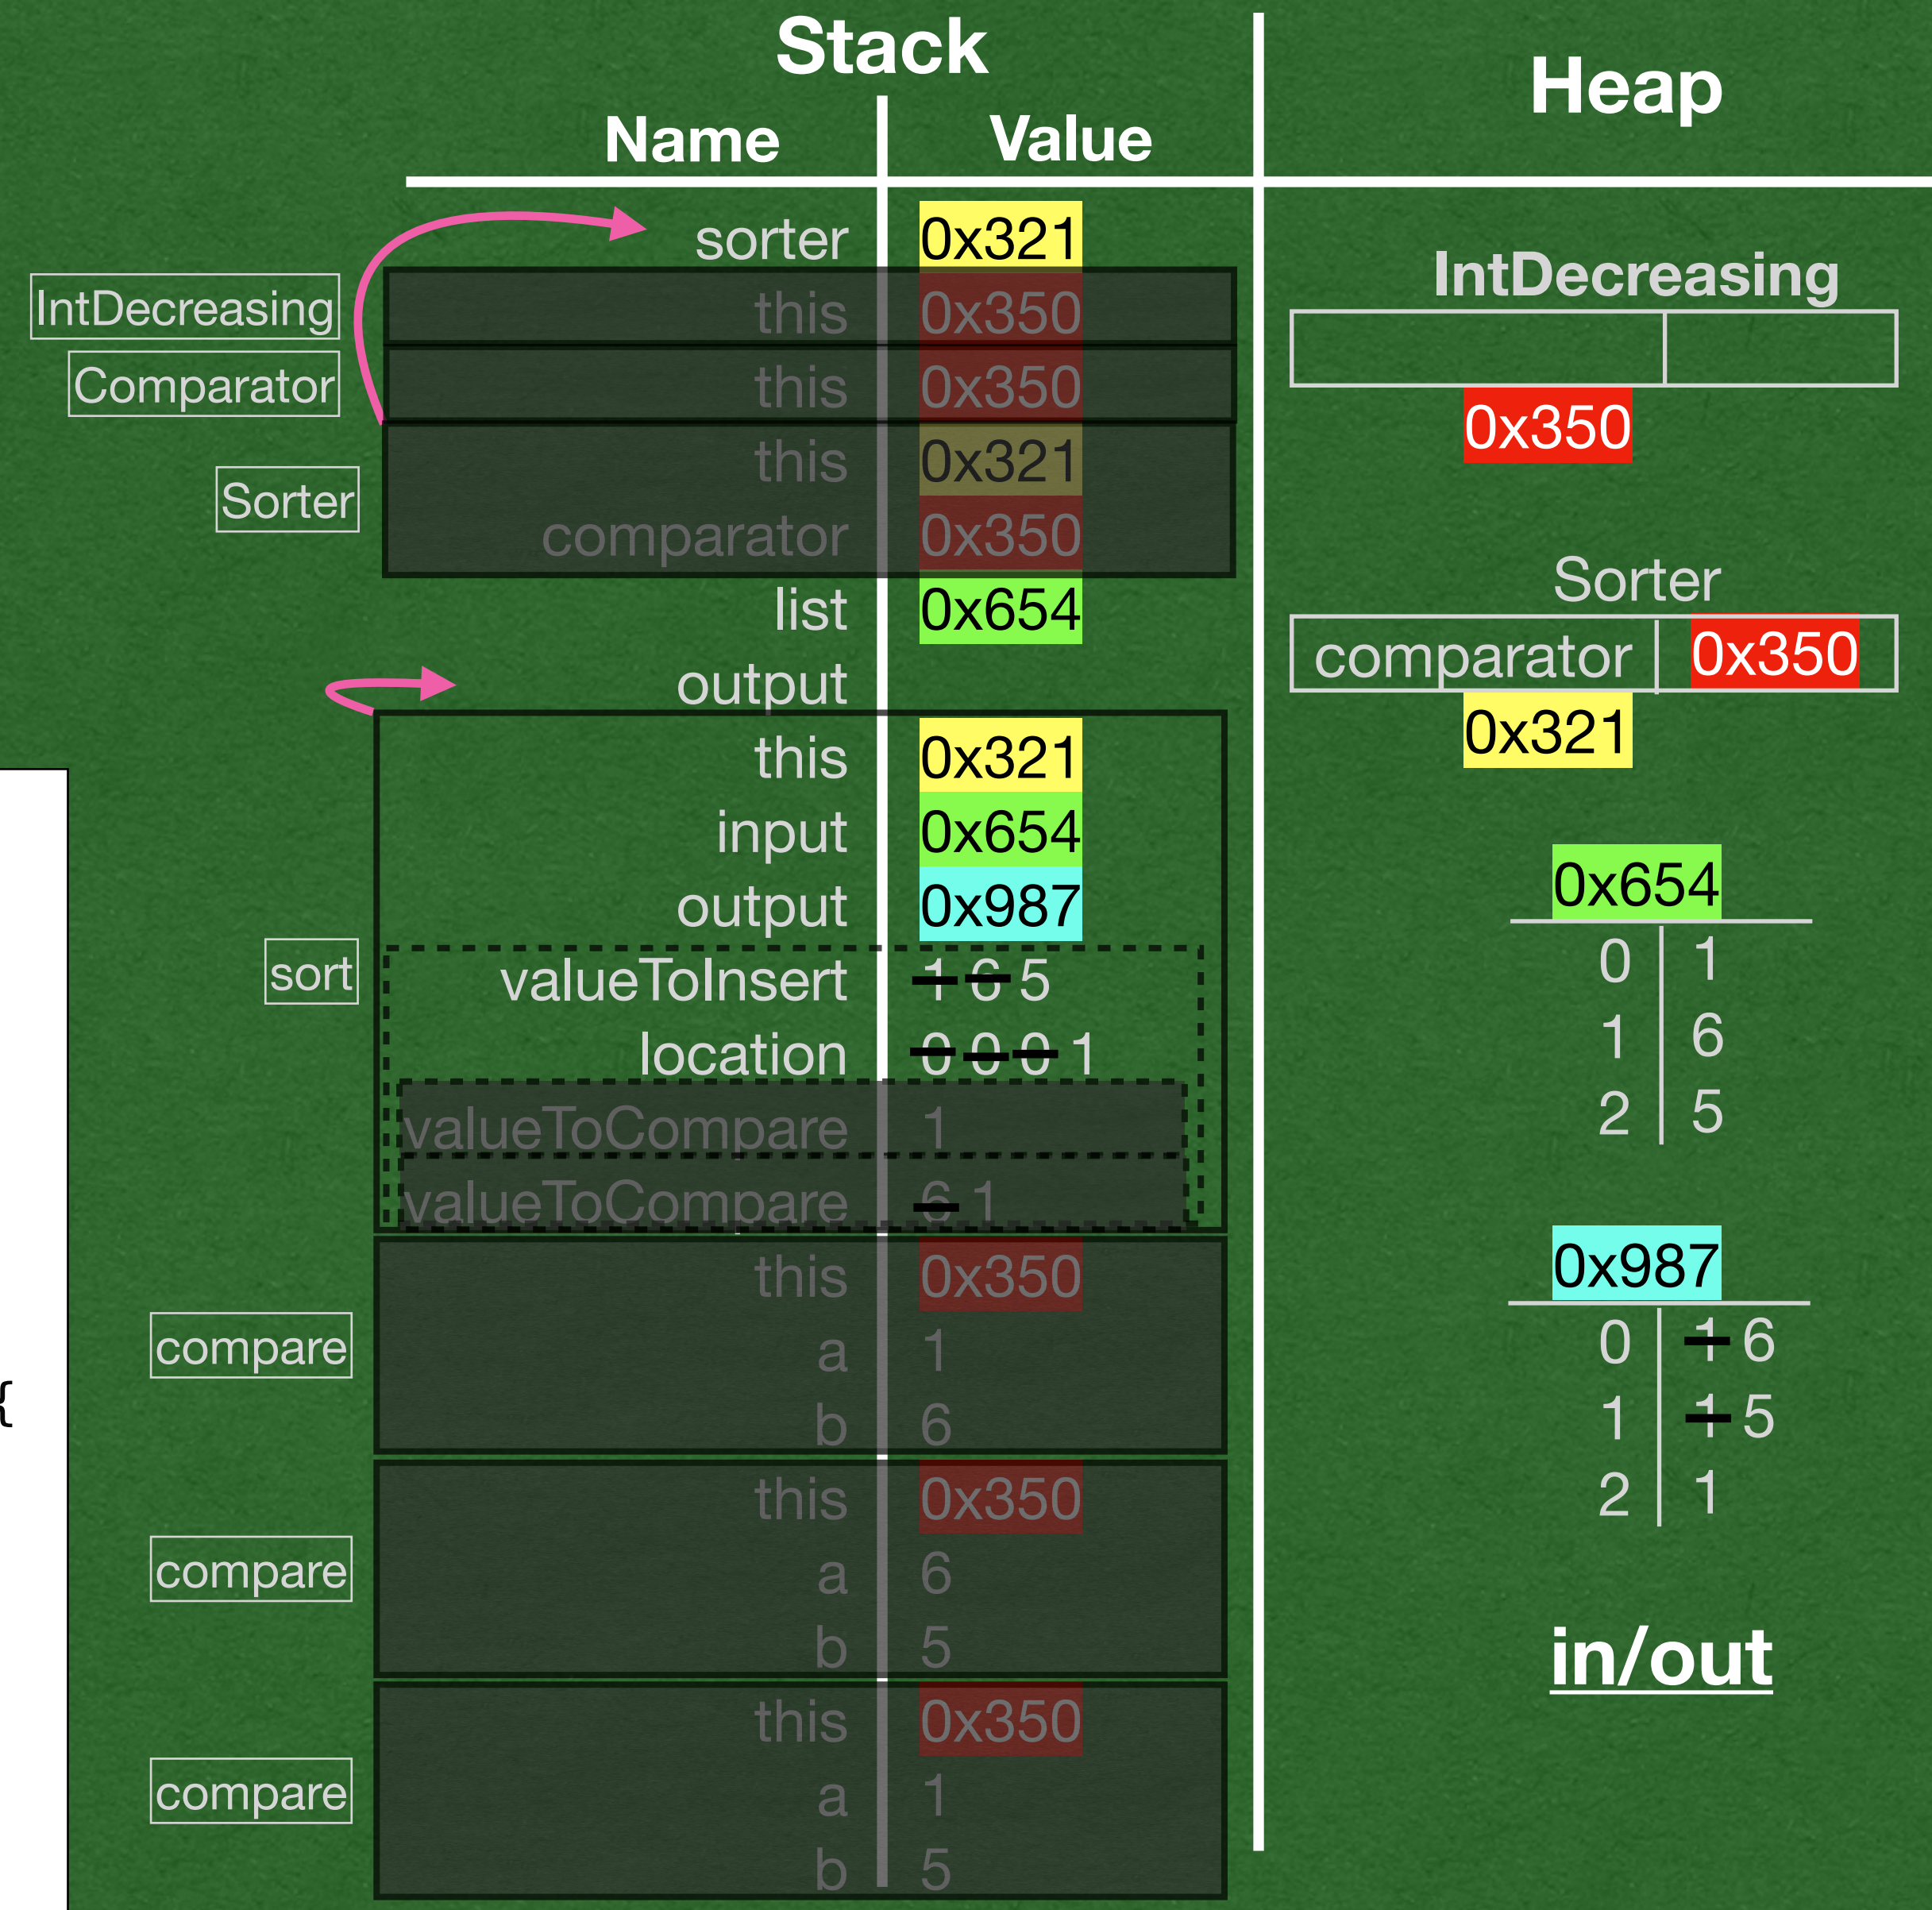 Stack
Heap
Name Value
sorter 0x321
IntDecreasing this 0x350
IntDecreasing
Comparator this 0x350
0x350
Sorter this 0x321
comparator 0x350
Sorter
list 0x654
comparator 0x350
output
0x321
this 0x321
input 0x654
0x654
output 0x987
0 1
sort valueToInsert 1 6 5
1 6
location 0 0 0 1
2 5
valueToCompare 1
valueToCompare 6 1
this 0x350
0x987
compare a 1
0 1 6
b 6
1 1 5
{
this 0x350
2 1
compare a 6
b 5
in/out
this 0x350
compare a 1
b 5